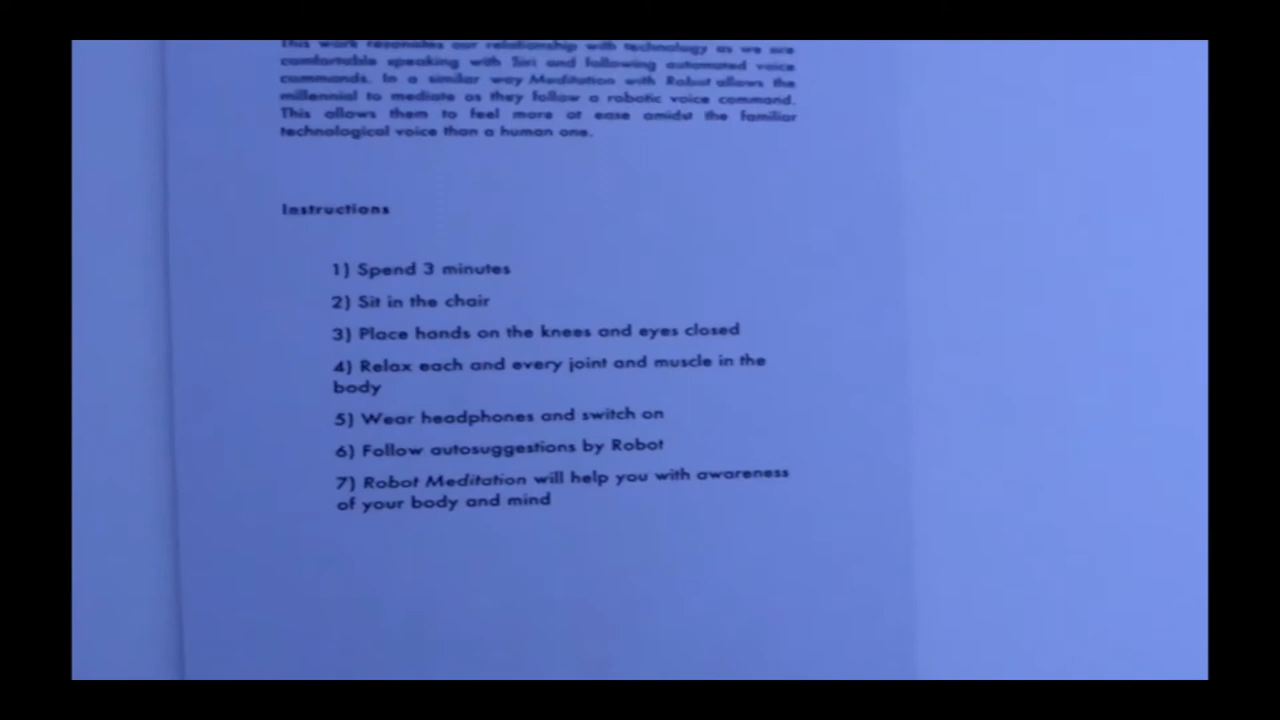 This work resonates our relationship with technology as we are
comfortable speaking with Siri and following automated voice
commands. In a similar way Meditation with Robot allows the
millennial to mediate as they follow a robotic voice command.
This allows them to feel more at ease amidst the familiar
technological voice than a human one.
Instructions
1) Spend 3 minutes
2) Sit in the chair
3) Place hands on the knees and eyes closed
4) Relax each and every joint and muscle in the
body
5) Wear headphones and switch on
6) Follow autosuggestions by Robot
7) Robot Meditation will help you with awareness
of your body and mind